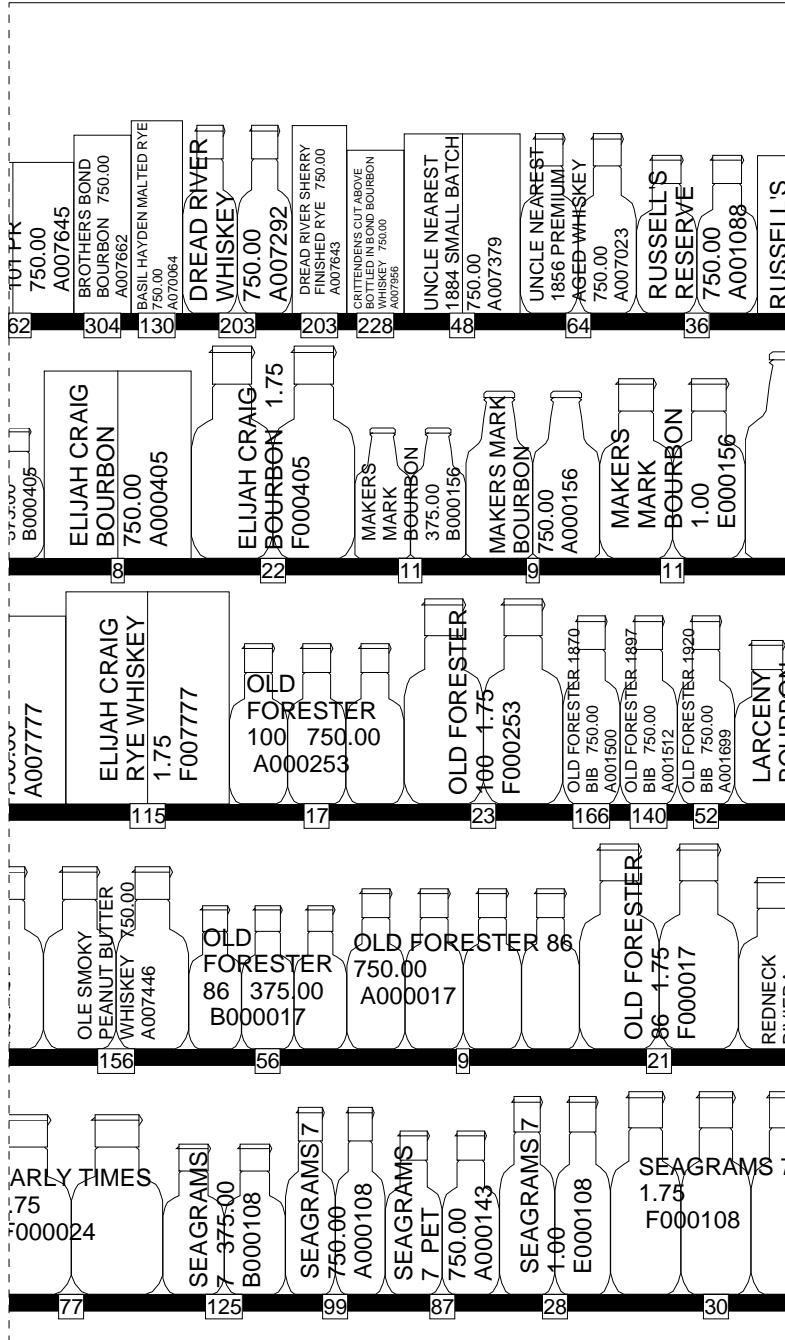 101 PR
750.00
A007645
BROTHERS BOND
BOURBON 750.00
A007662
BASIL HAYDEN MALTED RYE
750.00
A070064
DREAD RIVER
WHISKEY
750.00
A007292
DREAD RIVER SHERRY
FINISHED RYE 750.00
A007643
CRITTENDENS CUT ABOVE
BOTTLED IN BOND BOURBON
WHISKEY 750.00
A007956
UNCLE NEAREST
1884 SMALL BATCH
750.00
A007379
UNCLE NEAREST
1856 PREMIUM
AGED WHISKEY
750.00
A007023
RUSSELL'S
RESERVE
750.00
A001088
RUSSELL'S
62
304
130
203
203
228
48
64
36
375.00
B000405
ELIJAH CRAIG
BOURBON
750.00
A000405
ELIJAH CRAIG
BOURBON 1.75
F000405
MAKERS
MARK
BOURBON
375.00
B000156
MAKERS MARK
BOURBON
750.00
A000156
MAKERS
MARK
BOURBON
1.00
E000156
8
22
11
9
11
A007777
ELIJAH CRAIG
RYE WHISKEY
1.75
F007777
OLD
FORESTER
100 750.00
A000253
OLD FORESTER
100 1.75
F000253
OLD FORESTER 1870
BIB 750.00
A001500
OLD FORESTER 1897
BIB 750.00
A001512
OLD FORESTER 1920
BIB 750.00
A001699
LARCENY
BOURBON
115
17
23
166
140
52
OLE SMOKY
PEANUT BUTTER
WHISKEY 750.00
A007446
OLD
FORESTER
86 375.00
B000017
OLD FORESTER 86
750.00
A000017
OLD FORESTER
86 1.75
F000017
REDNECK
RIVIERA
156
56
9
21
ARLY TIMES
.75
F000024
SEAGRAMS
7 375.00
B000108
SEAGRAMS 7
750.00
A000108
SEAGRAMS
7 PET
750.00
A000143
SEAGRAMS 7
1.00
E000108
SEAGRAMS 7
1.75
F000108
77
125
99
87
28
30